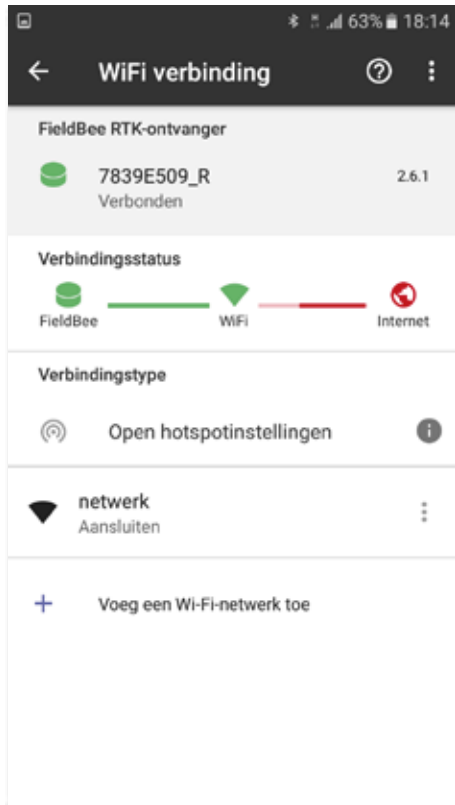 63% 18:14
WiFi verbinding
FieldBee RTK-ontvanger
7839E509_R 2.6.1
Verbonden
Verbindingsstatus
FieldBee WiFi Internet
Verbindingstype
Open hotspotinstellingen
netwerk
Aansluiten
Voeg een Wi-Fi-netwerk toe